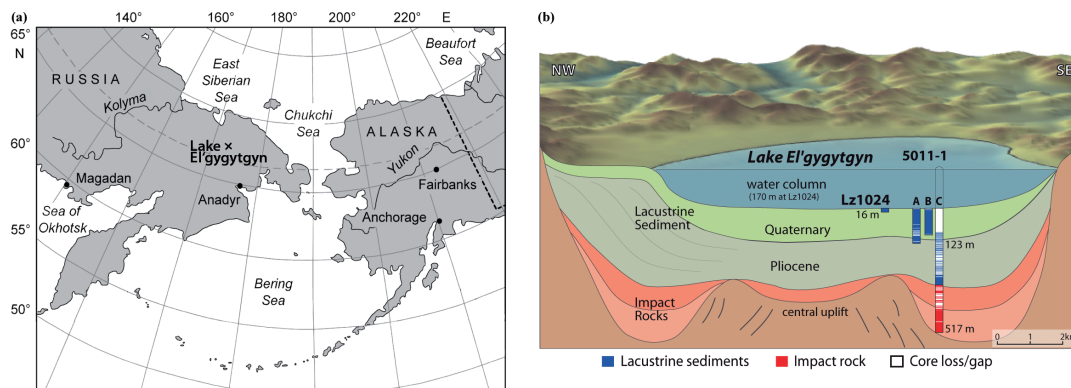 (a)
140°
160°
180°
200°
220°
E
65°
N
60°
55°
50°
RUSSIA
Kolyma
East
Siberian
Sea
Chukchi
Sea
Beaufort
Sea
Lake ×
El'gygytgyn
ALASKA
Yukon
Fairbanks
Magadan
Anadyr
Anchorage
Sea of
Okhotsk
Bering
Sea
(b)
NW
SE
Lake El'gygytgyn
5011-1
water column
(170 m at Lz1024)
Lz1024
16 m
A
B
C
Lacustrine
Sediment
Quaternary
123 m
Pliocene
Impact
Rocks
central uplift
517 m
0 1 2km
Lacustrine sediments
Impact rock
Core loss/gap